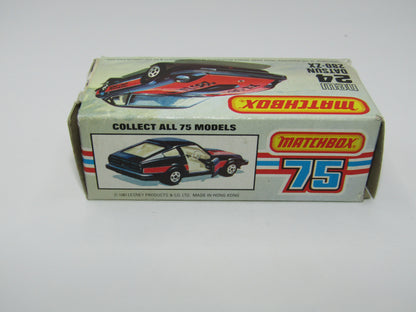 NEW
24
DATSUN
280-ZX
MATCHBOX
COLLECT ALL 75 MODELS
MATCHBOX
75
© LESNEY PRODUCTS & CO. LTD. MADE IN HONG KONG